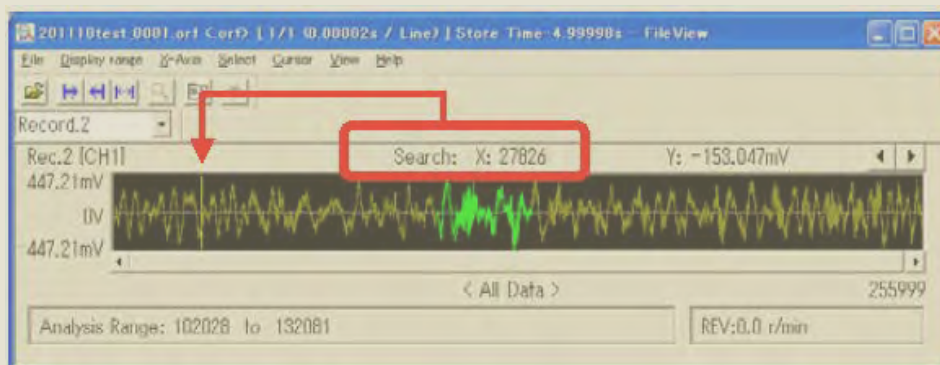 201110test_0001.orf <orf> [ 1/1 (0.00002s / Line) ] Store Time 4.99998s - FileView
File Display range X-Axis Select Cursor View Help
Record.2
Rec.2 [CH1] Search: X: 27826 Y: -153.047mV
447.21mV
0V
-447.21mV
< All Data > 255999
Analysis Range: 102028 to 132081 REV:0.0 r/min